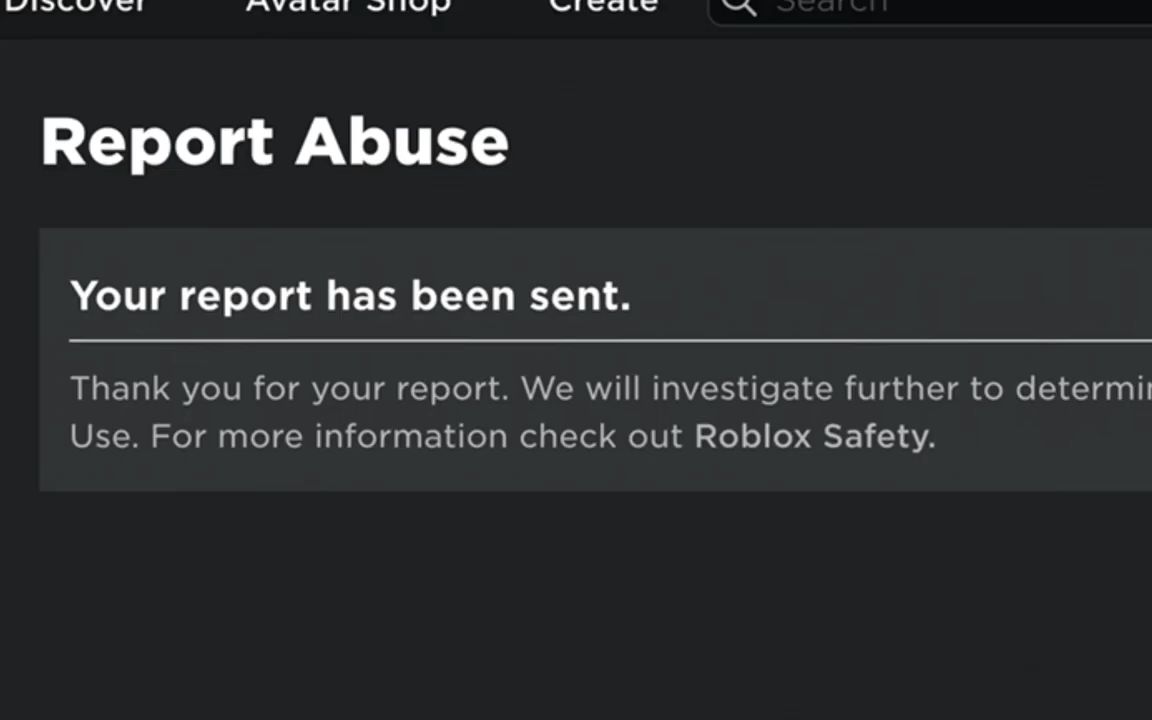 Discover Avatar Shop Create Search
Report Abuse
Your report has been sent.
Thank you for your report. We will investigate further to
Use. For more information check out Roblox Safety.